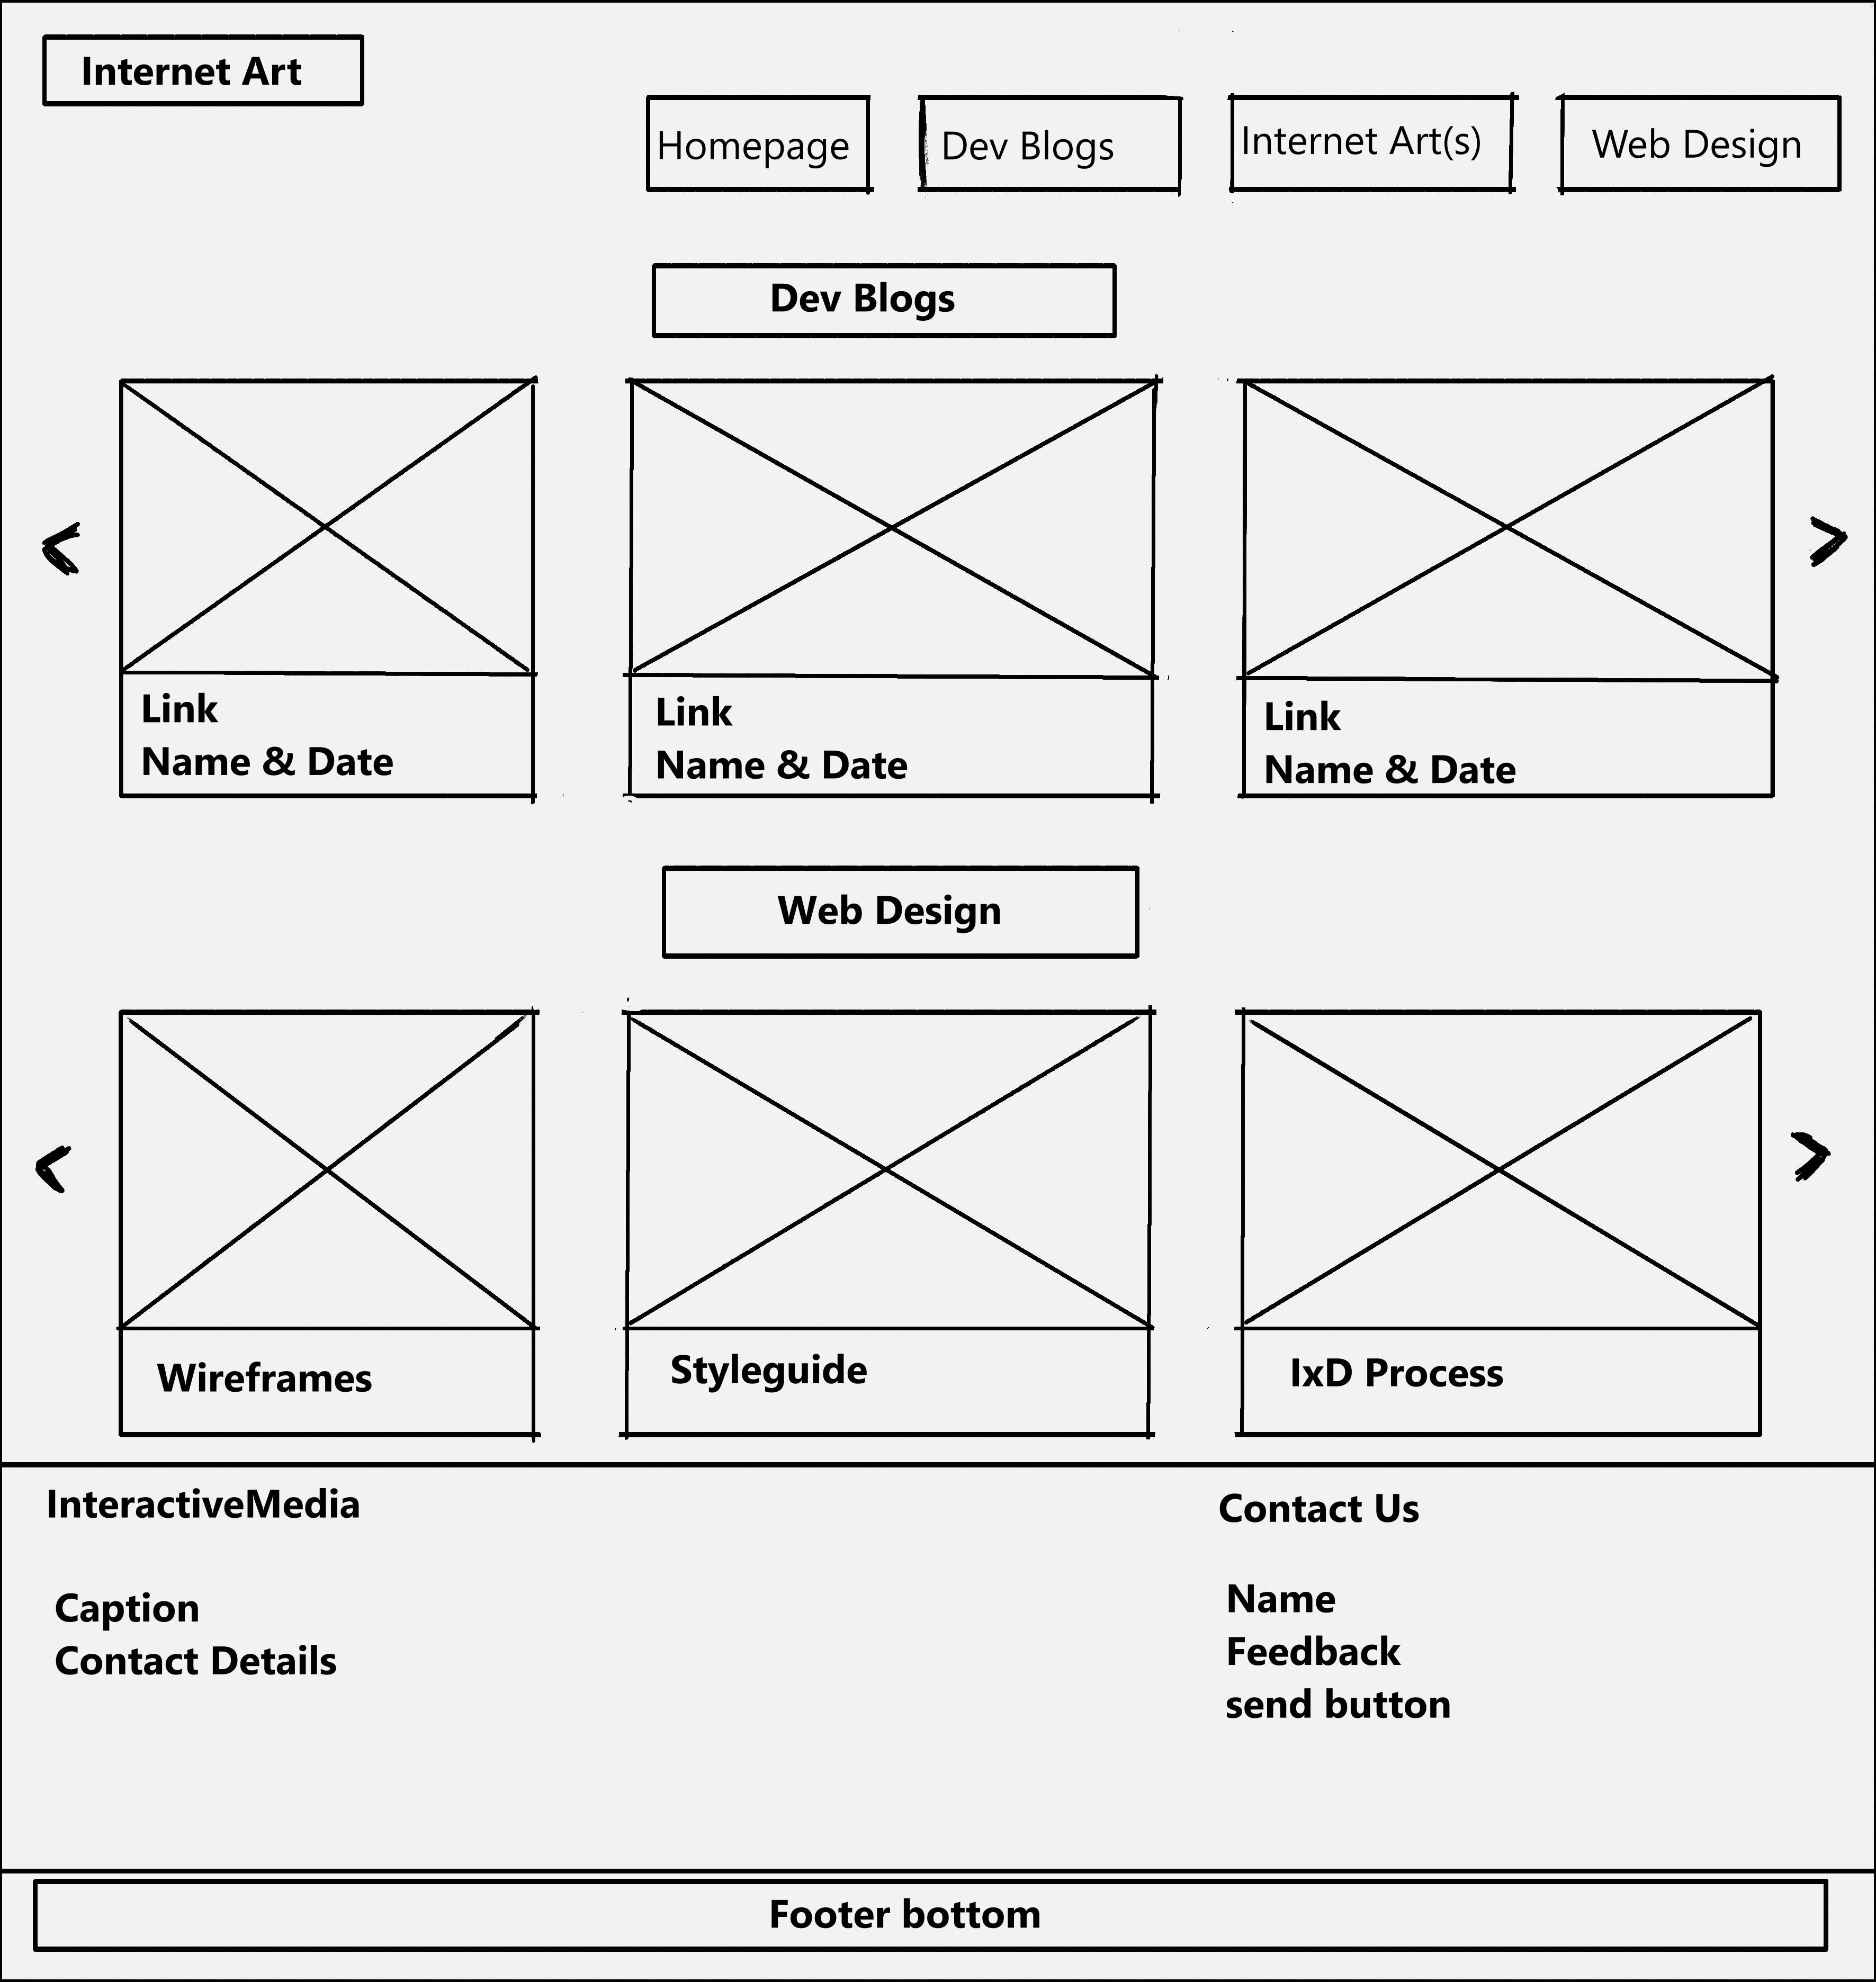 Internet Art
Homepage
Dev Blogs
Internet Art(s)
Web Design
Dev Blogs
Link
Name & Date
Link
Name & Date
Link
Name & Date
Web Design
Wireframes
Styleguide
IxD Process
InteractiveMedia
Caption
Contact Details
Contact Us
Name
Feedback
send button
Footer bottom